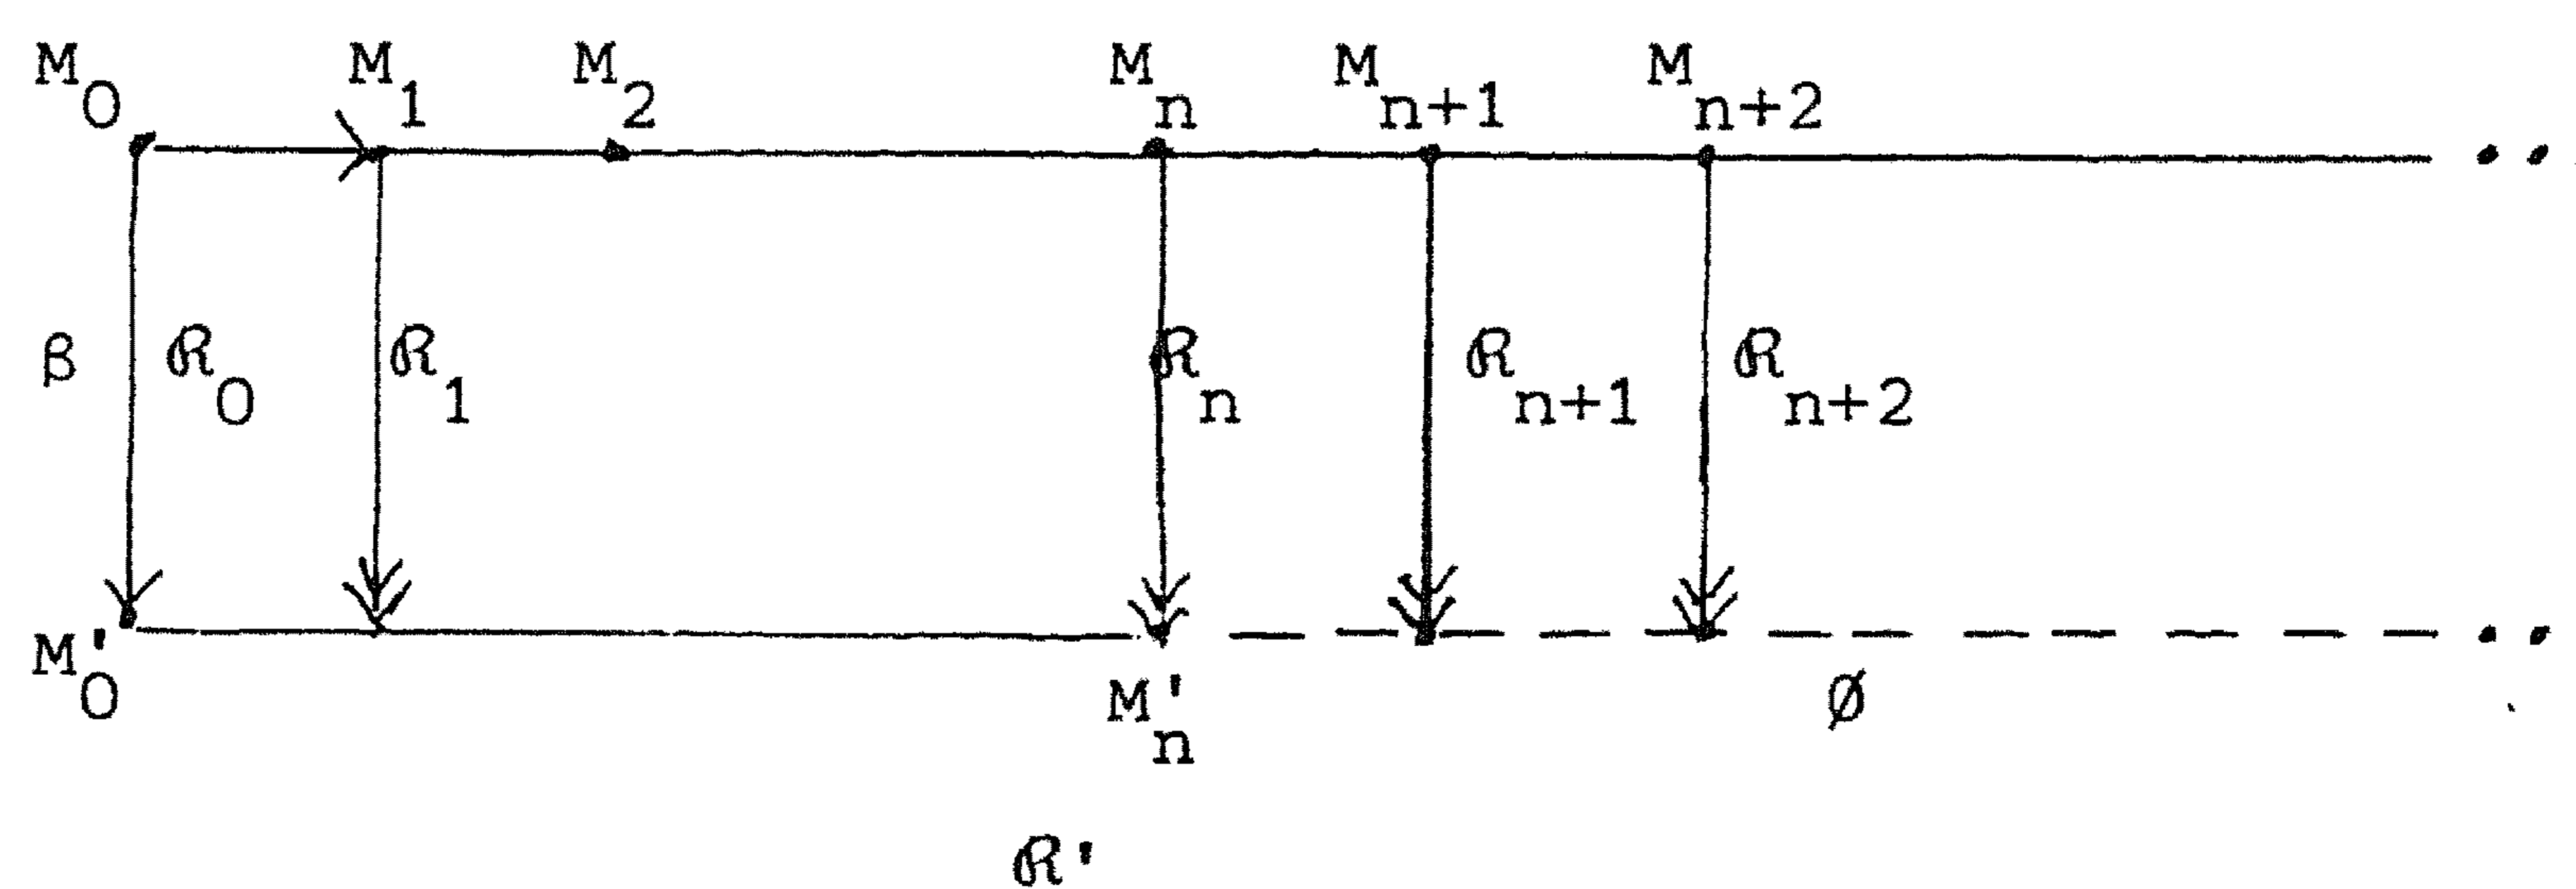 M₀ M₁ M₂ Mₙ Mₙ₊₁ Mₙ₊₂
β ℛ₀ ℛ₁ ℛₙ ℛₙ₊₁ ℛₙ₊₂
M'₀ M'ₙ ∅
ℛ'